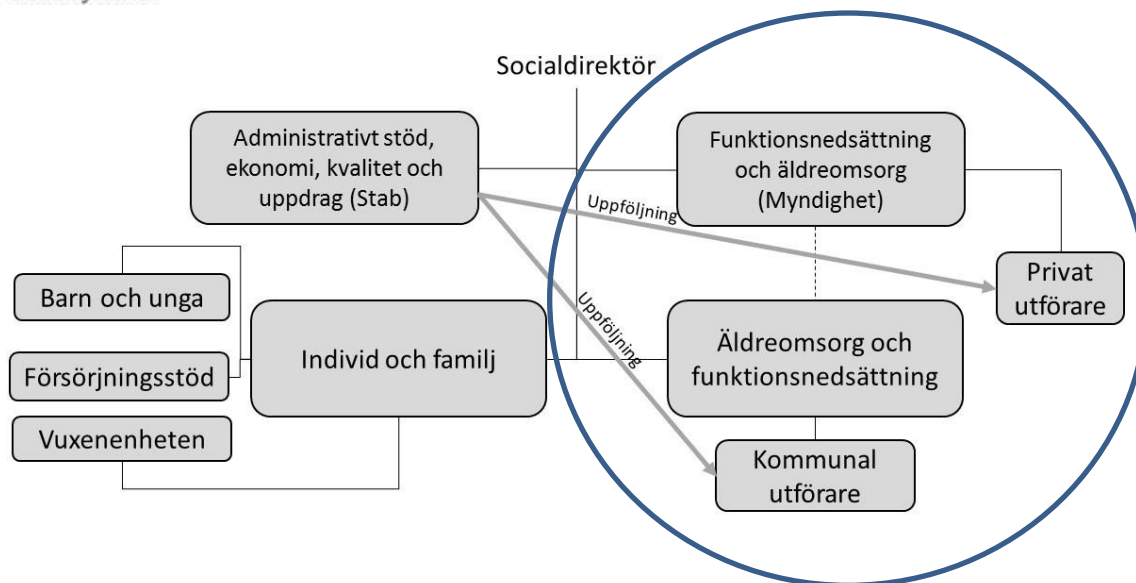 Socialdirektör
Administrativt stöd,
ekonomi, kvalitet och
uppdrag (Stab)
Funktionsnedsättning
och äldreomsorg
(Myndighet)
Uppföljning
Uppföljning
Privat
utförare
Barn och unga
Försörjningsstöd
Vuxenenheten
Individ och familj
Äldreomsorg och
funktionsnedsättning
Kommunal
utförare